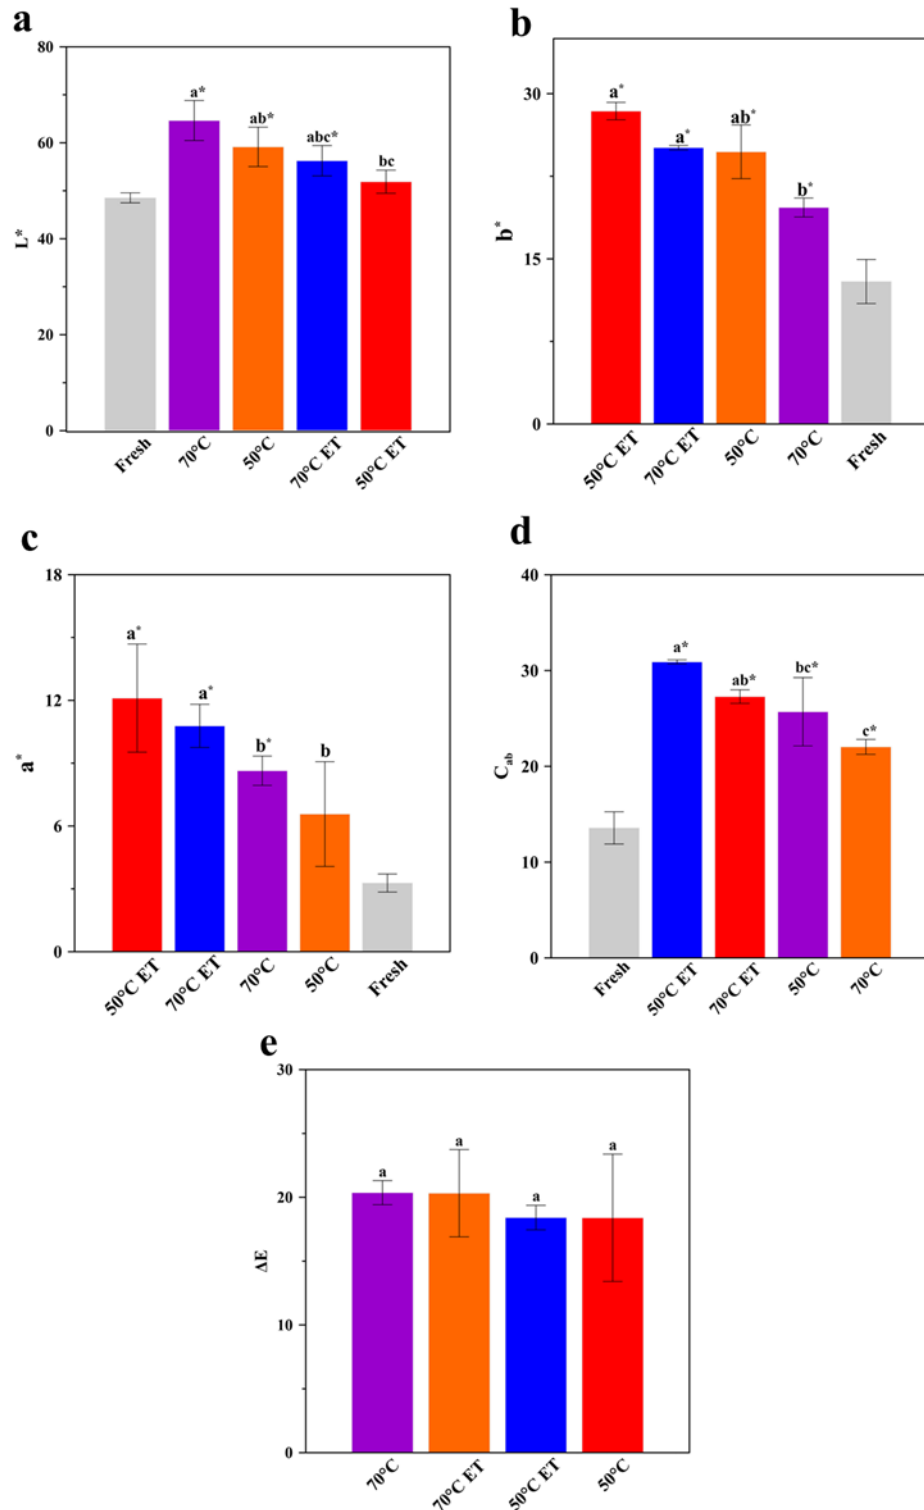 a
80
60
40
20
0
L*
a*
ab*
abc*
bc
Fresh
70°C
50°C
70°C ET
50°C ET
b
30
15
0
b*
a*
a*
ab*
b*
50°C ET
70°C ET
50°C
70°C
Fresh
c
18
12
6
0
a*
a*
a*
b*
b
50°C ET
70°C ET
70°C
50°C
Fresh
d
40
30
20
10
0
Cab
a*
ab*
bc*
c*
Fresh
50°C ET
70°C ET
50°C
70°C
e
30
20
10
0
ΔE
a
a
a
a
70°C
70°C ET
50°C ET
50°C